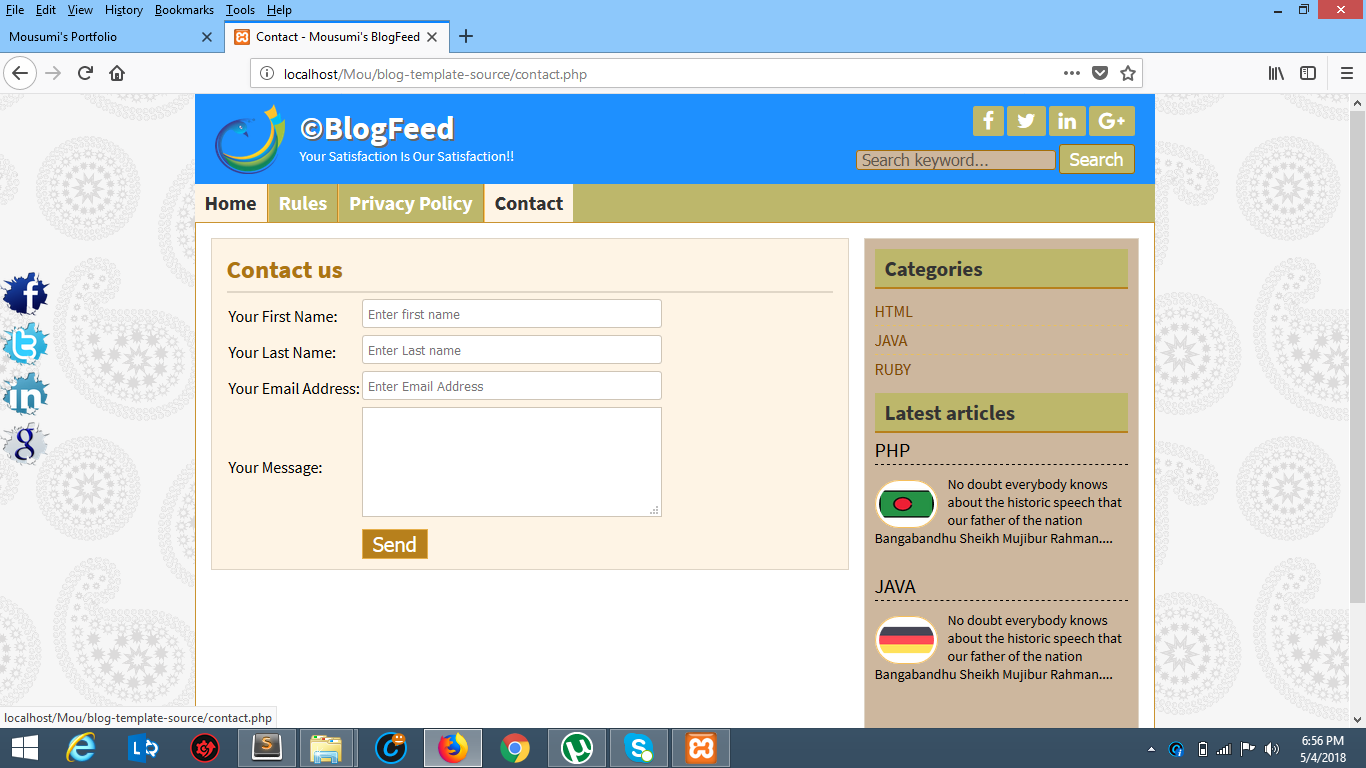 File Edit View History Bookmarks Tools Help
Mousumi's Portfolio
Contact - Mousumi's BlogFeed
localhost/Mou/blog-template-source/contact.php
©BlogFeed
Your Satisfaction Is Our Satisfaction!!
f in G+
Search keyword... Search
Home Rules Privacy Policy Contact
Contact us
Your First Name: Enter first name
Your Last Name: Enter Last name
Your Email Address: Enter Email Address
Your Message:
Send
Categories
HTML
JAVA
RUBY
Latest articles
PHP
No doubt everybody knows
about the historic speech that
our father of the nation
Bangabandhu Sheikh Mujibur Rahman....
JAVA
No doubt everybody knows
about the historic speech that
our father of the nation
Bangabandhu Sheikh Mujibur Rahman....
f
t
in
g
localhost/Mou/blog-template-source/contact.php
6:56 PM
5/4/2018